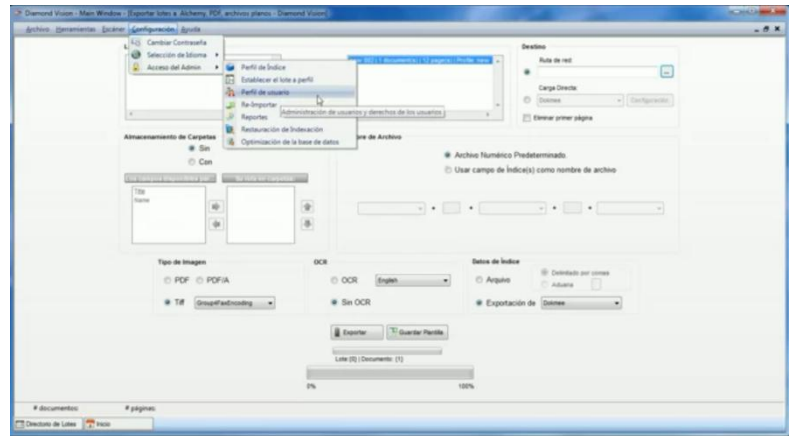 Diamond Vision - Main Window - [Exportar lotes a Alchemy, PDF, archivos planos - Diamond Vision]
Archivo Herramientas Escáner Configuración Ayuda
Cambiar Contraseña
Selección de Idioma
Acceso del Admin
Perfil de Índice
Establecer el lote a perfil
Perfil de usuario
Re-Importar
Reportes
Restauración de Indexación
Optimización de la base de datos
Administración de usuarios y derechos de los usuarios
Destino
Ruta de red
...
Carga Directa
Dokmee
Configuración
Eliminar primer página
Almacenamiento de Carpetas
Sin
Con
Title
Name
de Archivo
Archivo Numérico Predeterminado.
Usar campo de Índice(s) como nombre de archivo
+ + + +
Tipo de Imagen
PDF PDF/A
Tiff Group4FaxEncoding
OCR
OCR English
Sin OCR
Datos de Índice
Arquivo
Delimitado por comas
Aduana
Exportación de Dokmee
Exportar Guardar Plantilla
Lote [0] | Documento: (1)
0% 100%
# documentos: # páginas:
Directorio de Lotes Inicio